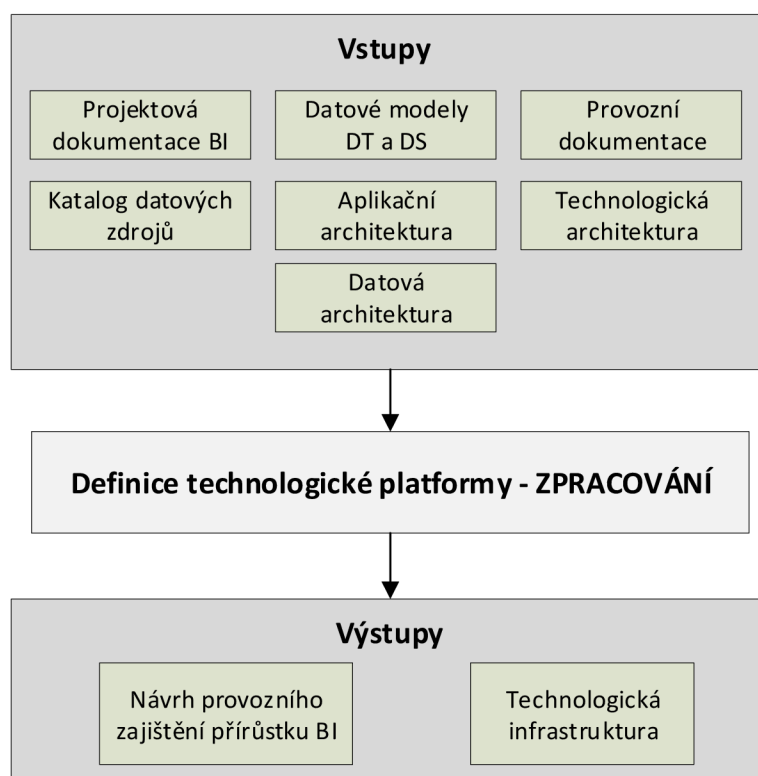 Vstupy
Projektová
dokumentace BI
Datové modely
DT a DS
Provozní
dokumentace
Katalog datových
zdrojů
Aplikační
architektura
Technologická
architektura
Datová
architektura
Definice technologické platformy - ZPRACOVÁNÍ
Výstupy
Návrh provozního
zajištění přírůstku BI
Technologická
infrastruktura